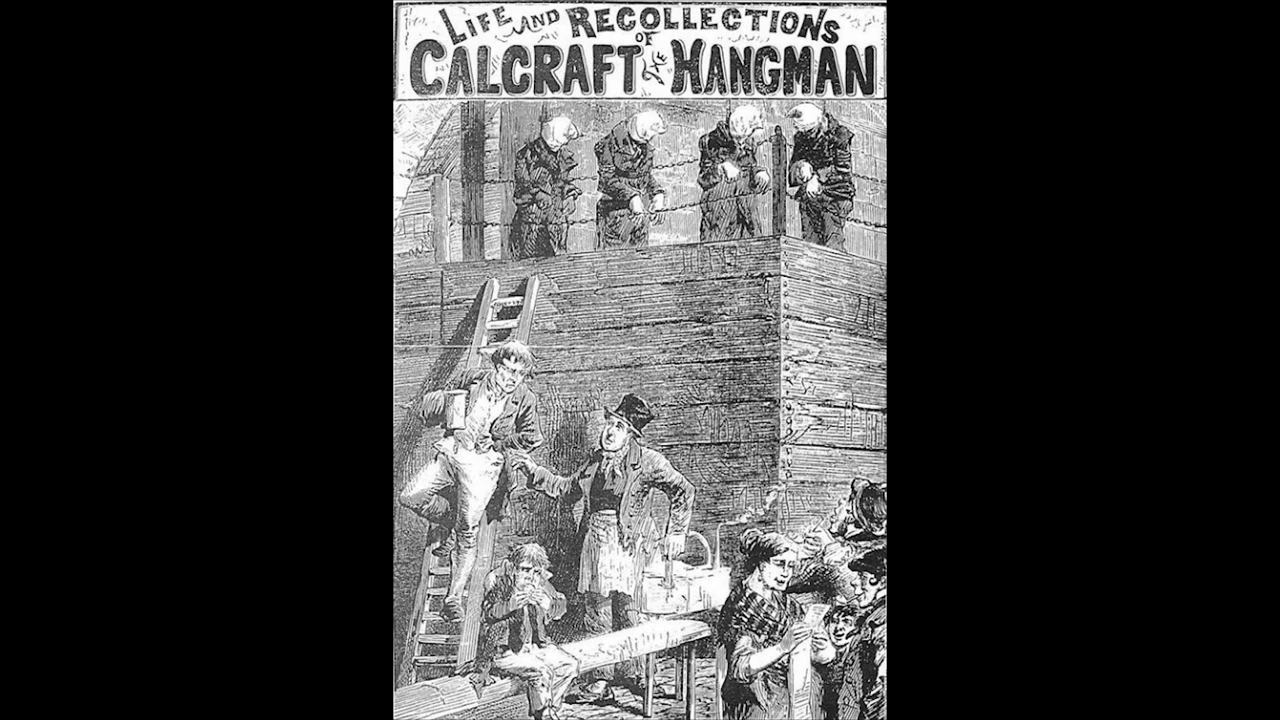 LIFE AND RECOLLECTIONS
OF
CALCRAFT THE HANGMAN